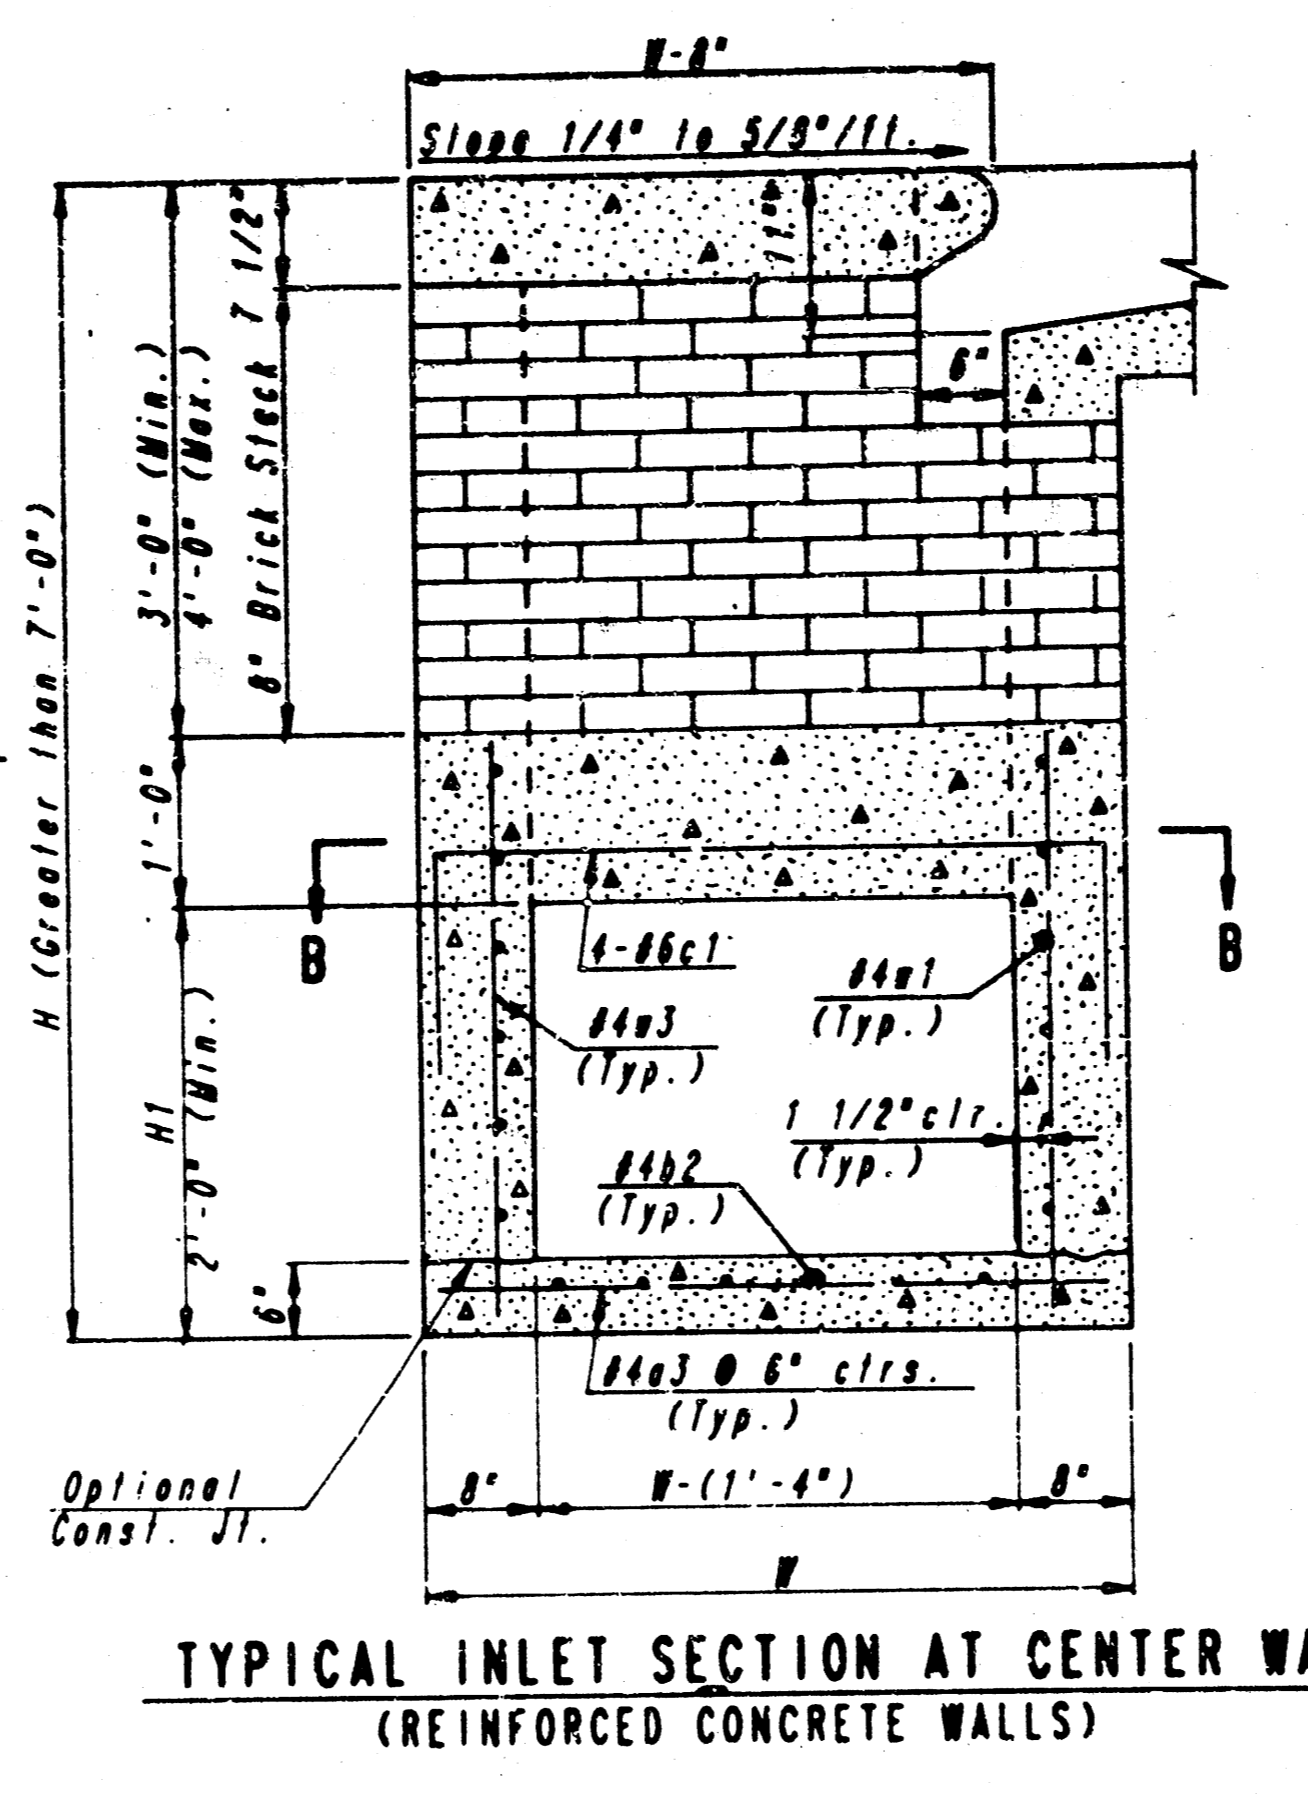 W-8"
Slope 1/4" to 5/8"/ft.
7 1/2"
11"
6"
3'-0" (Min.)
4'-0" (Max.)
8" Brick Stack
H (Greater than 7'-0")
1'-0"
B
B
4-#6c1
#4w1
(Typ.)
#4w3
(Typ.)
H1
2'-0" (Min.)
1 1/2" clr.
(Typ.)
#4b2
(Typ.)
6"
#4a3 @ 6" ctrs.
(Typ.)
Optional
Const. Jt.
8"
W-(1'-4")
8"
W
TYPICAL INLET SECTION AT CENTER WA
(REINFORCED CONCRETE WALLS)